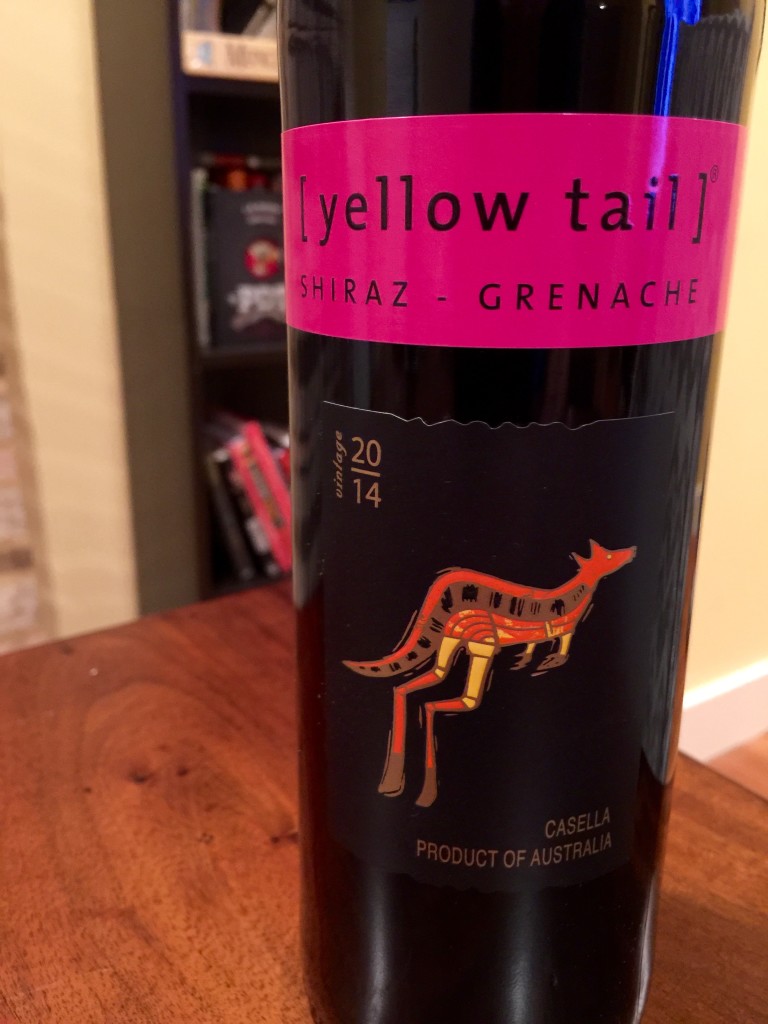 [ yellow tail ]®
SHIRAZ - GRENACHE
vintage
20
14
CASELLA
PRODUCT OF AUSTRALIA